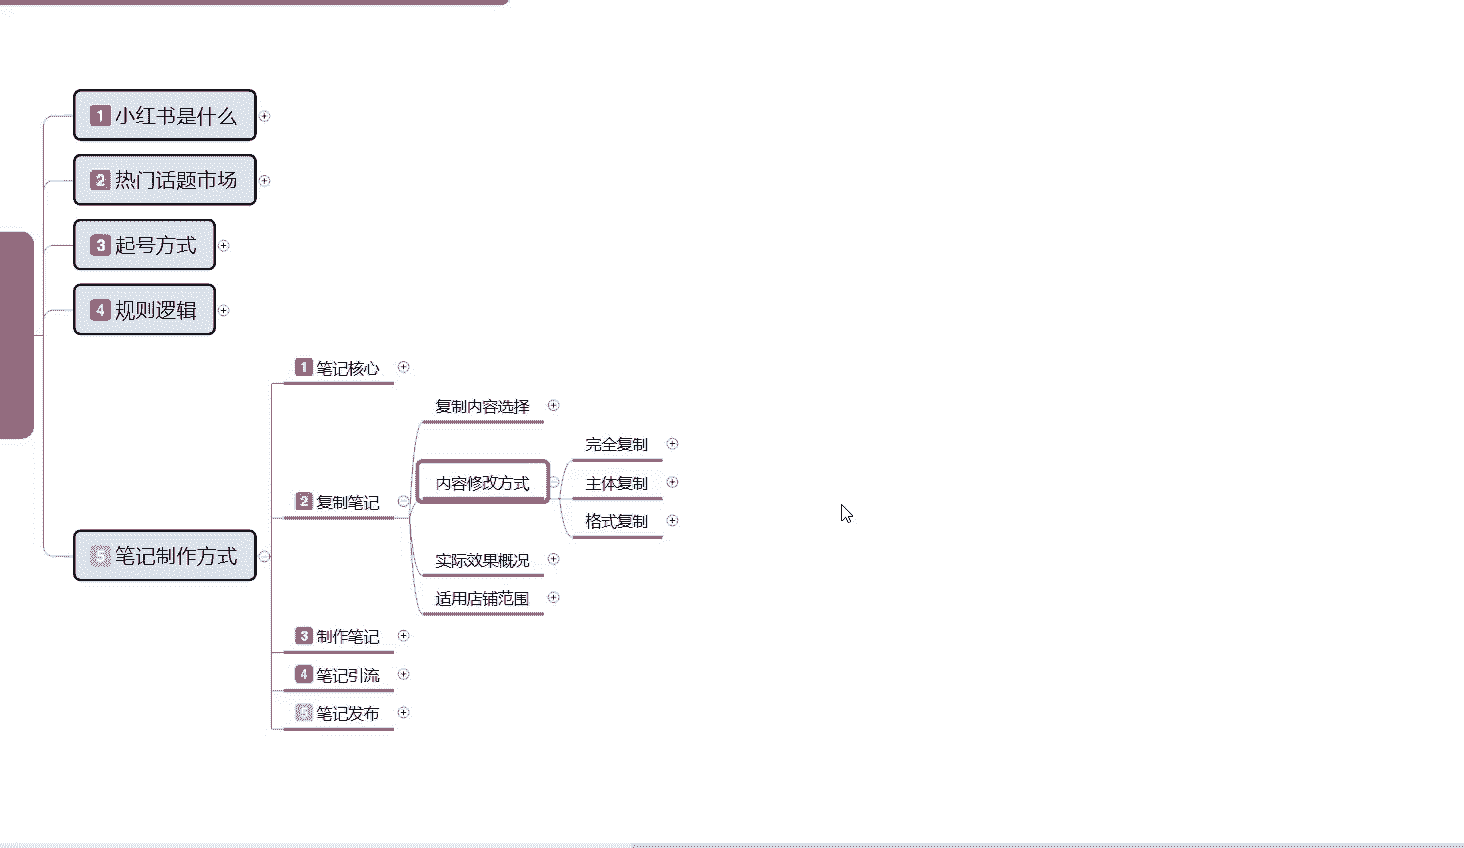 1 小红书是什么
2 热门话题市场
3 起号方式
4 规则逻辑
5 笔记制作方式
1 笔记核心
2 复制笔记
复制内容选择
内容修改方式
完全复制
主体复制
格式复制
实际效果概况
适用店铺范围
3 制作笔记
4 笔记引流
5 笔记发布